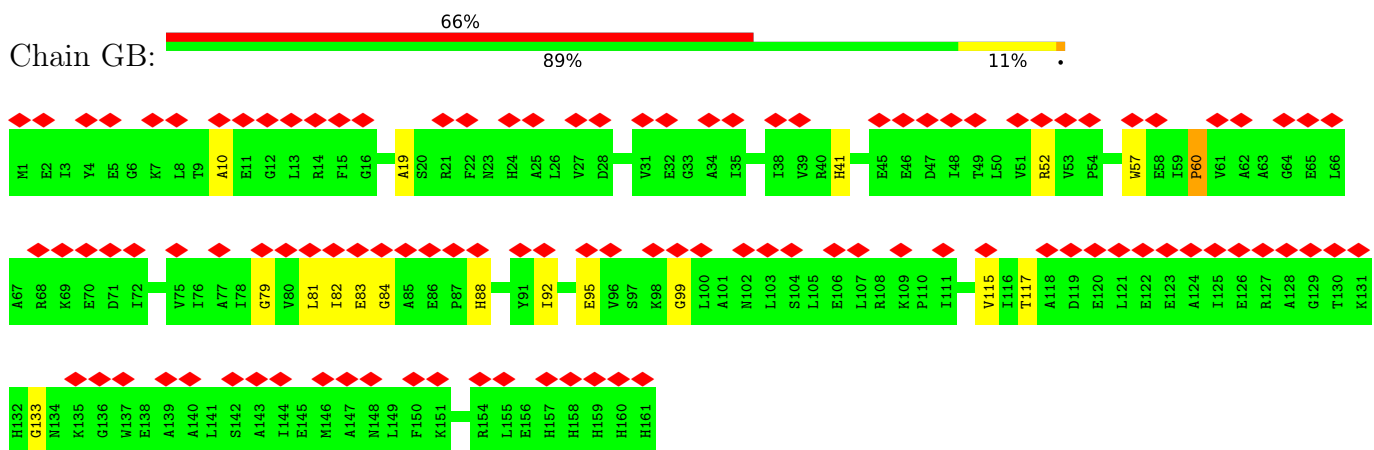 66%
Chain GB:
89% 11% •
M1 E2 I3 Y4 E5 G6 K7 L8 T9 A10 E11 G12 L13 R14 F15 G16 A19 S20 R21 F22 N23 H24 A25 L26 V27 D28 V31 E32 G33 A34 I35 I38 V39 R40 H41 E45 E46 D47 I48 T49 L50 V51 R52 V53 P54 W57 E58 I59 P60 V61 A62 A63 G64 E65 L66
A67 R68 K69 E70 D71 I72 V75 I76 A77 I78 G79 V80 L81 I82 E83 G84 A85 E86 P87 H88 Y91 I92 E95 V96 S97 K98 G99 L100 A101 N102 L103 S104 L105 E106 L107 R108 K109 P110 I111 V115 I116 T117 A118 D119 E120 L121 E122 E123 A124 I125 E126 R127 A128 G129 T130 K131
H132 G133 N134 K135 G136 W137 E138 A139 A140 L141 S142 A143 I144 E145 M146 A147 N148 L149 F150 K151 R154 L155 E156 H157 H158 H159 H160 H161